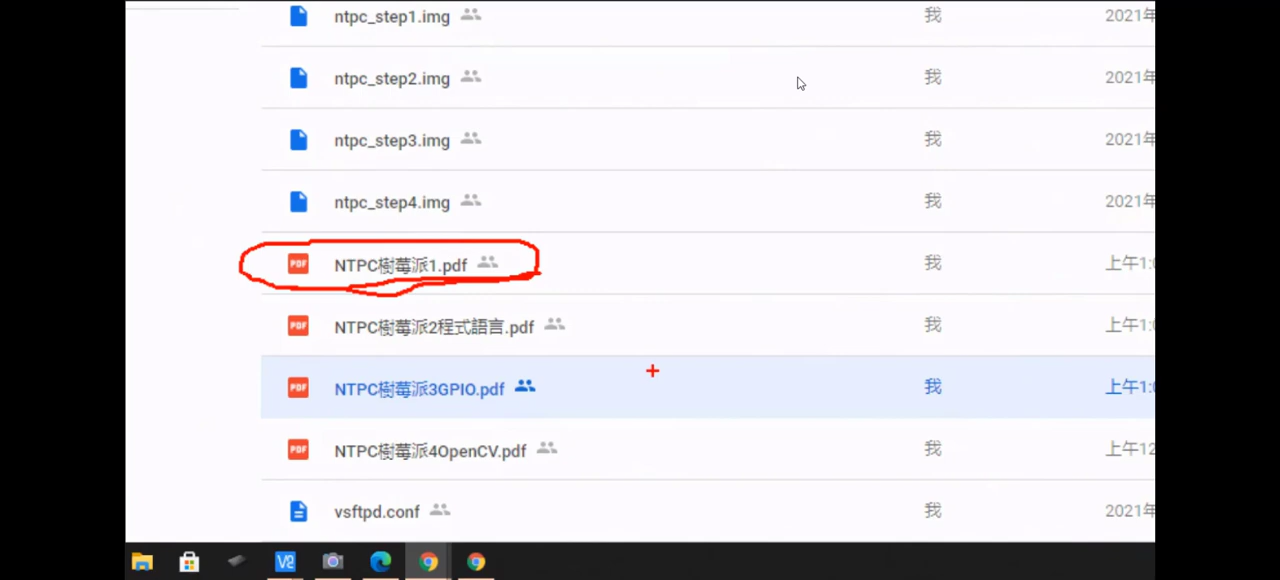 ntpc_step1.img 我 2021年
ntpc_step2.img 我 2021年
ntpc_step3.img 我 2021年
ntpc_step4.img 我 2021年
PDF NTPC樹莓派1.pdf 我 上午1:0
PDF NTPC樹莓派2程式語言.pdf 我 上午1:0
PDF NTPC樹莓派3GPIO.pdf 我 上午1:0
PDF NTPC樹莓派4OpenCV.pdf 我 上午12
vsftpd.conf 我 2021年
V2